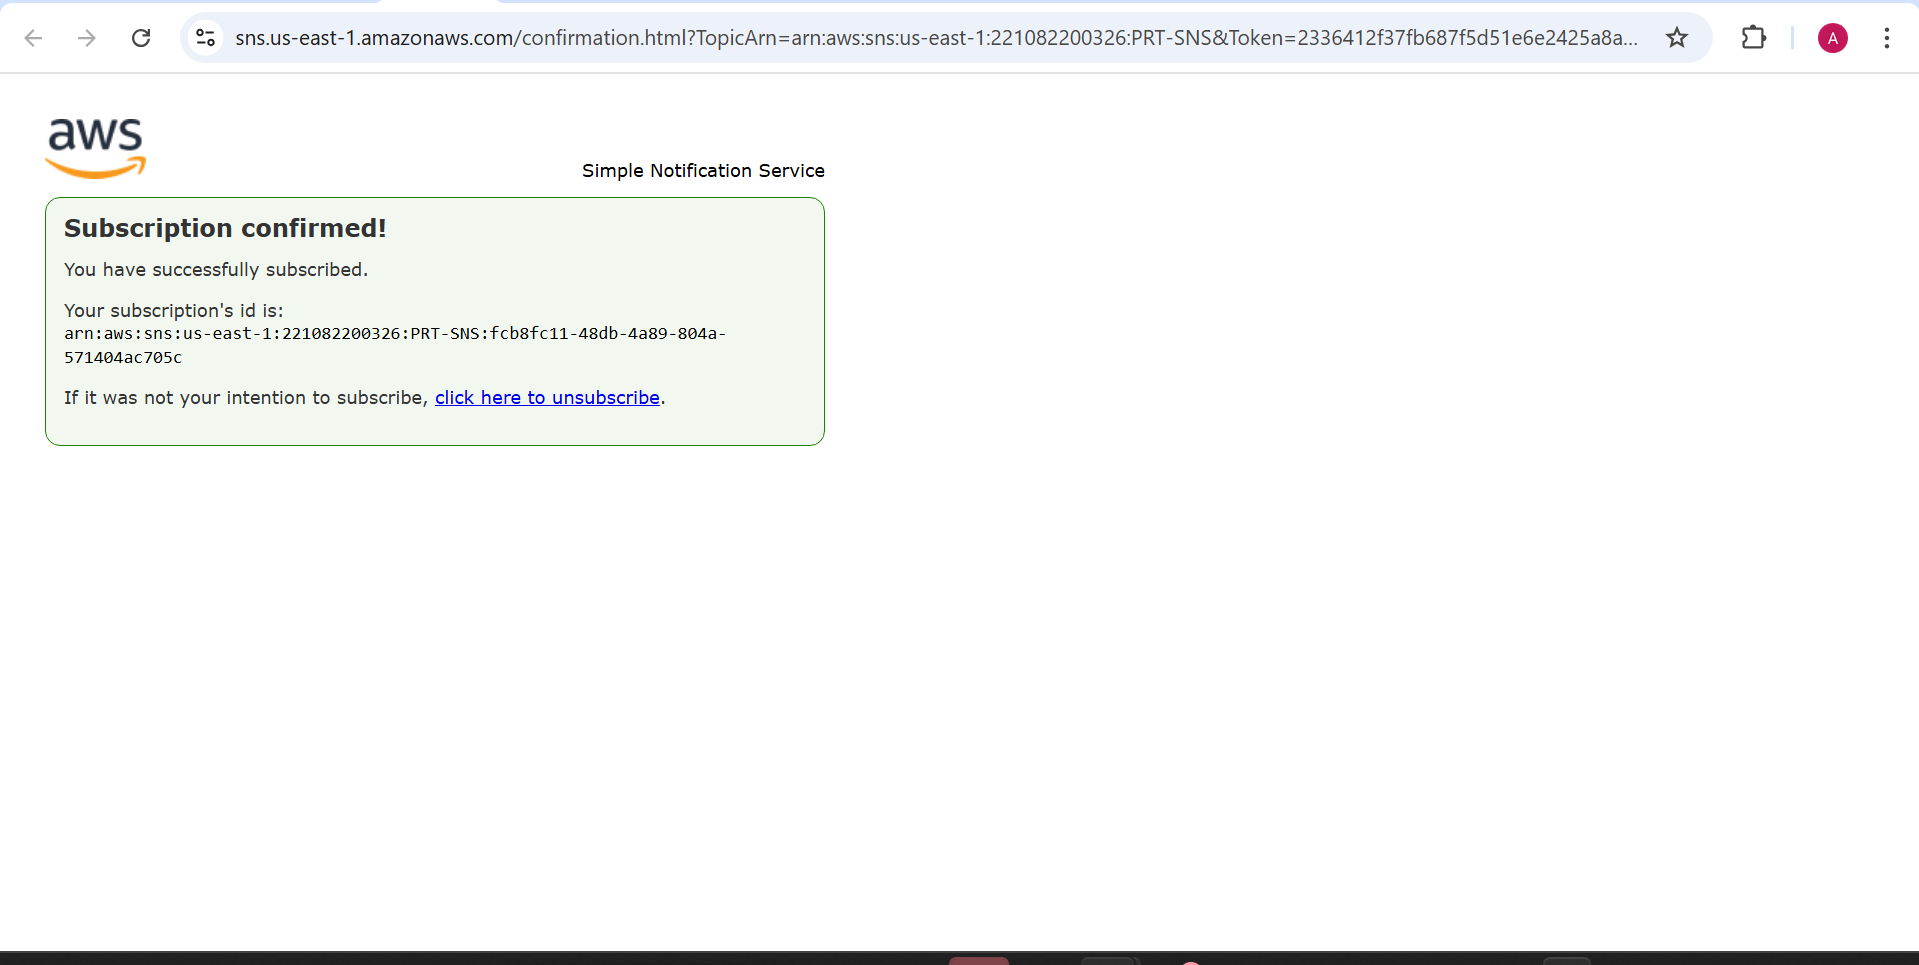 sns.us-east-1.amazonaws.com/confirmation.html?TopicArn=arn:aws:sns:us-east-1:221082200326:PRT-SNS&Token=2336412f37fb687f5d51e6e2425a8a...
A
aws
Simple Notification Service
Subscription confirmed!
You have successfully subscribed.
Your subscription's id is:
arn:aws:sns:us-east-1:221082200326:PRT-SNS:fcb8fc11-48db-4a89-804a-
571404ac705c
If it was not your intention to subscribe, click here to unsubscribe.